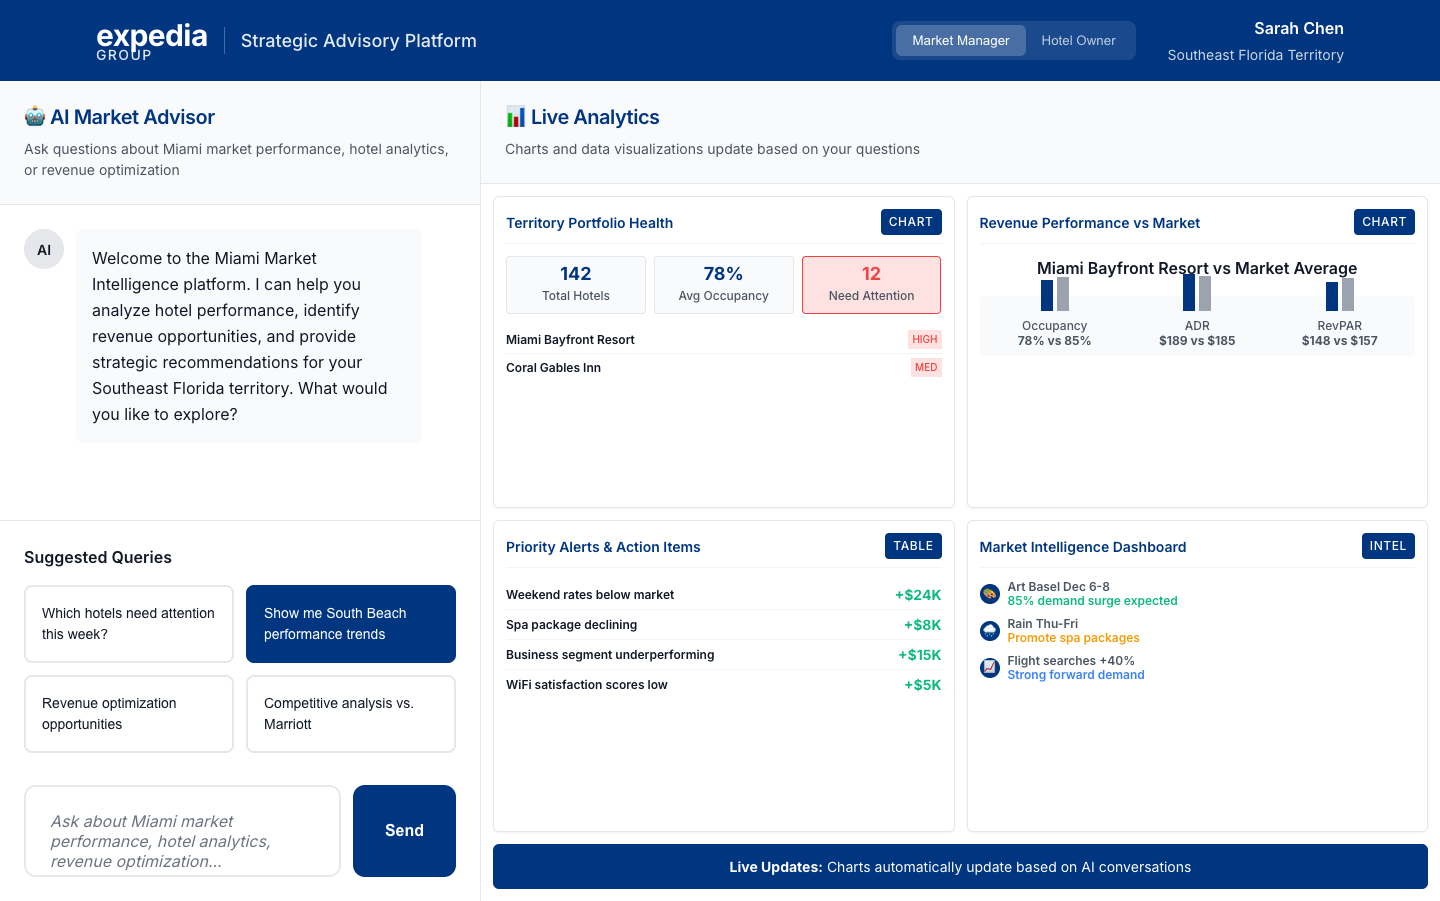 expedia
GROUP
Strategic Advisory Platform
Market Manager
Hotel Owner
Sarah Chen
Southeast Florida Territory
AI Market Advisor
Ask questions about Miami market performance, hotel analytics,
or revenue optimization
AI
Welcome to the Miami Market
Intelligence platform. I can help you
analyze hotel performance, identify
revenue opportunities, and provide
strategic recommendations for your
Southeast Florida territory. What would
you like to explore?
Suggested Queries
Which hotels need attention
this week?
Show me South Beach
performance trends
Revenue optimization
opportunities
Competitive analysis vs.
Marriott
Ask about Miami market
performance, hotel analytics,
revenue optimization...
Send
Live Analytics
Charts and data visualizations update based on your questions
Territory Portfolio Health
CHART
142
Total Hotels
78%
Avg Occupancy
12
Need Attention
Miami Bayfront Resort
HIGH
Coral Gables Inn
MED
Revenue Performance vs Market
CHART
Miami Bayfront Resort vs Market Average
Occupancy
78% vs 85%
ADR
$189 vs $185
RevPAR
$148 vs $157
Priority Alerts & Action Items
TABLE
Weekend rates below market
+$24K
Spa package declining
+$8K
Business segment underperforming
+$15K
WiFi satisfaction scores low
+$5K
Market Intelligence Dashboard
INTEL
Art Basel Dec 6-8
85% demand surge expected
Rain Thu-Fri
Promote spa packages
Flight searches +40%
Strong forward demand
Live Updates: Charts automatically update based on AI conversations